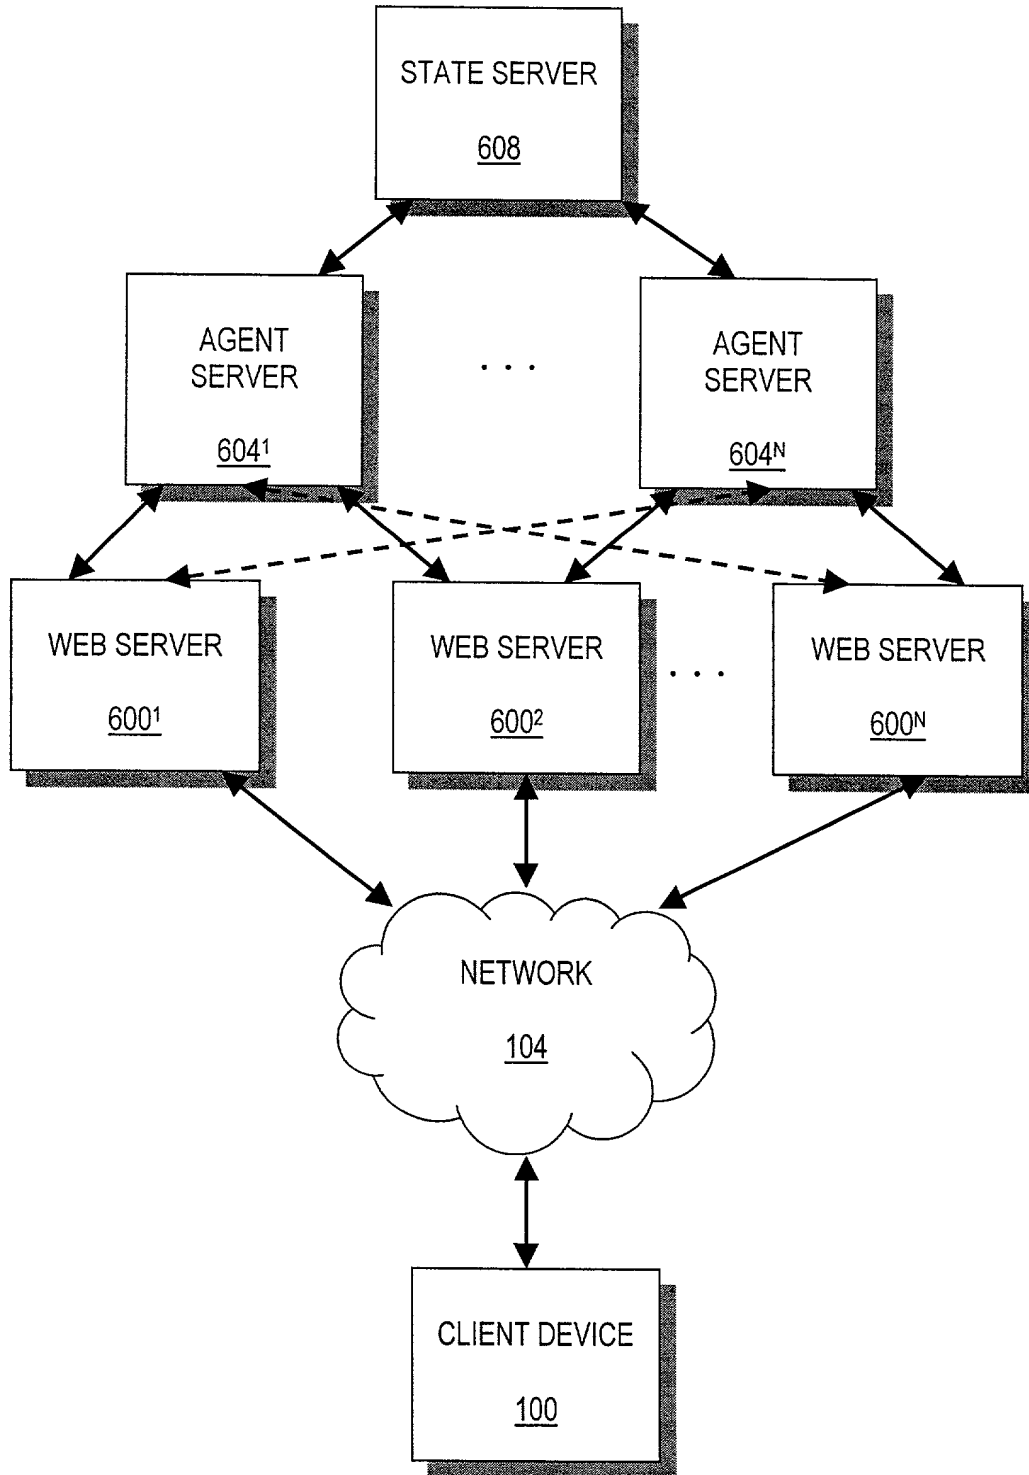 STATE SERVER
608
AGENT
SERVER
604¹
. . .
AGENT
SERVER
604ᴺ
WEB SERVER
600¹
WEB SERVER
600²
. . .
WEB SERVER
600ᴺ
NETWORK
104
CLIENT DEVICE
100